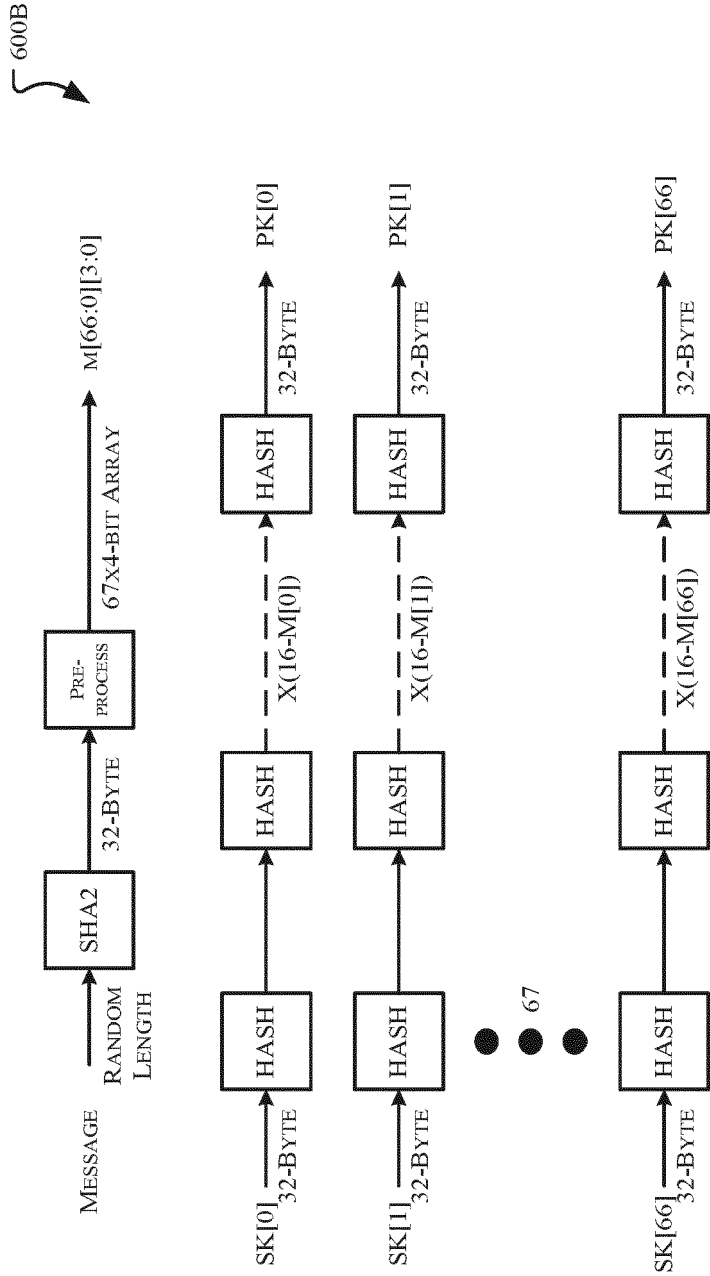 600B
MESSAGE
RANDOM
LENGTH
SHA2
32-BYTE
PRE-
PROCESS
67X4-BIT ARRAY
M[66:0][3:0]
SK[0]
32-BYTE
HASH
HASH
X(16-M[0])
HASH
32-BYTE
PK[0]
SK[1]
32-BYTE
HASH
HASH
X(16-M[1])
HASH
32-BYTE
PK[1]
67
SK[66]
32-BYTE
HASH
HASH
X(16-M[66])
HASH
32-BYTE
PK[66]